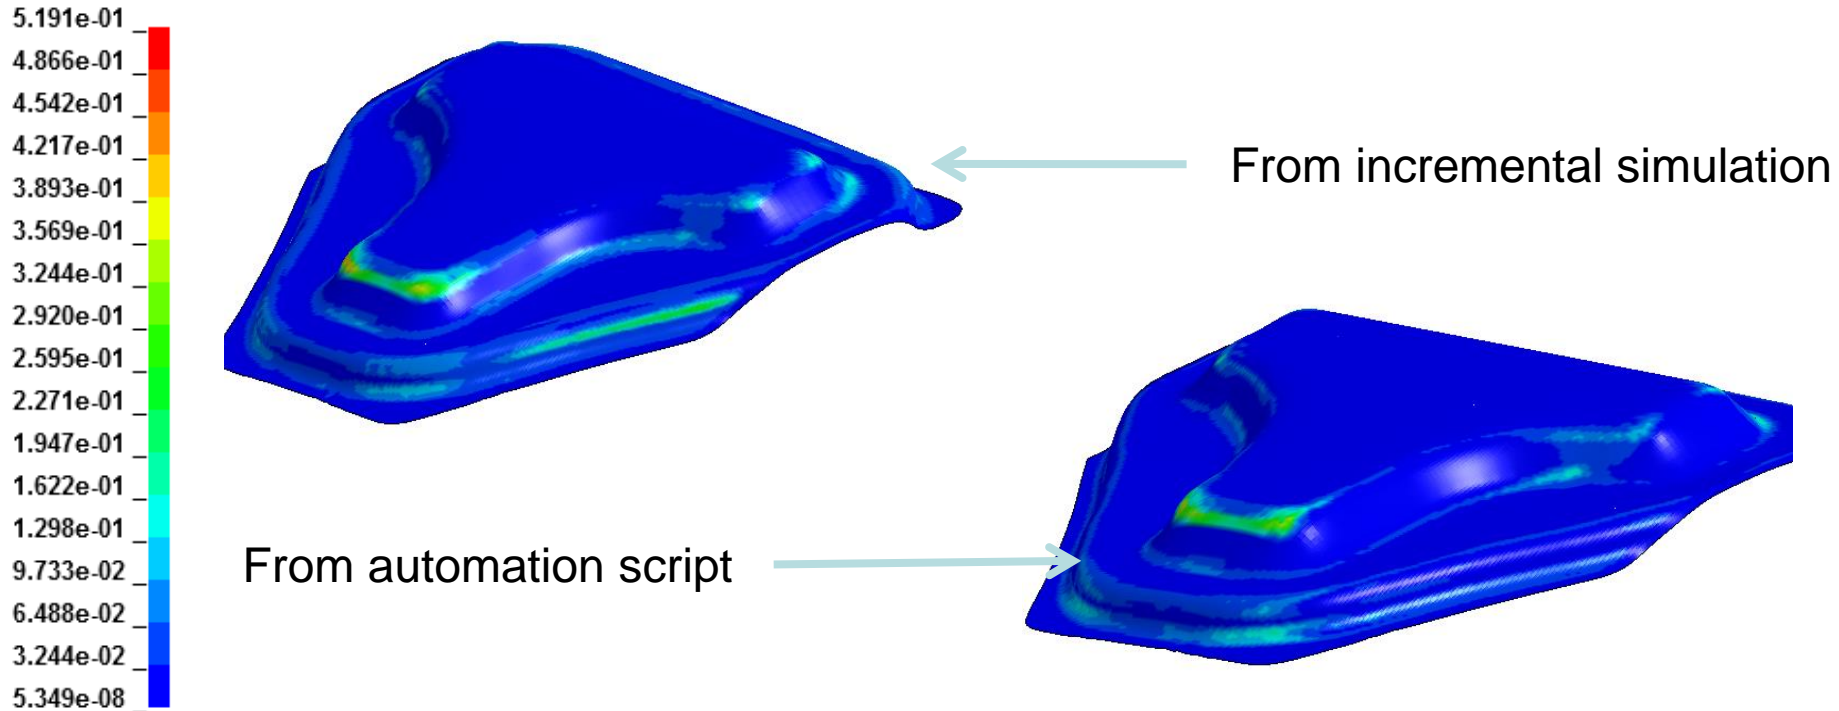 5.191e-01
4.866e-01
4.542e-01
4.217e-01
3.893e-01
3.569e-01
3.244e-01
2.920e-01
2.595e-01
2.271e-01
1.947e-01
1.622e-01
1.298e-01
9.733e-02
6.488e-02
3.244e-02
5.349e-08
From incremental simulation
From automation script